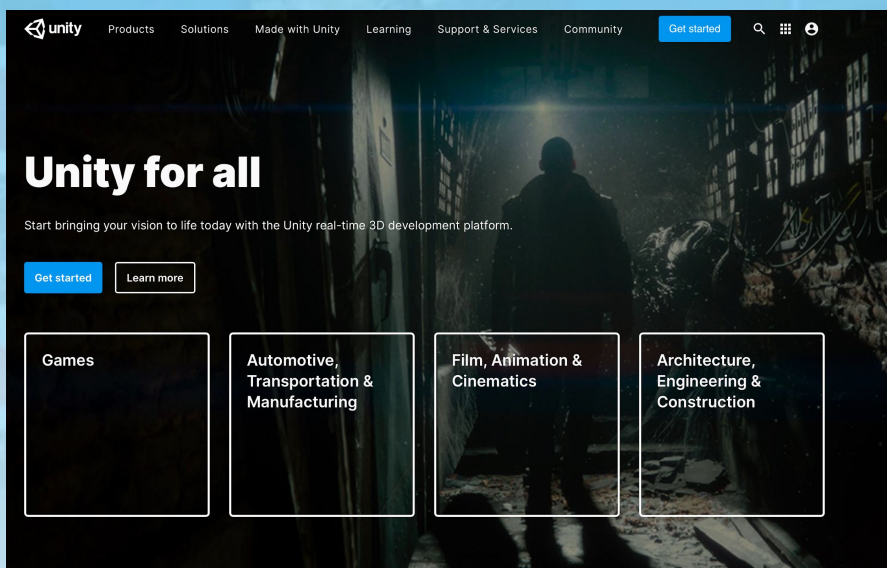 unity Products Solutions Made with Unity Learning Support & Services Community Get started
Unity for all
Start bringing your vision to life today with the Unity real-time 3D development platform.
Get started Learn more
Games
Automotive,
Transportation &
Manufacturing
Film, Animation &
Cinematics
Architecture,
Engineering &
Construction